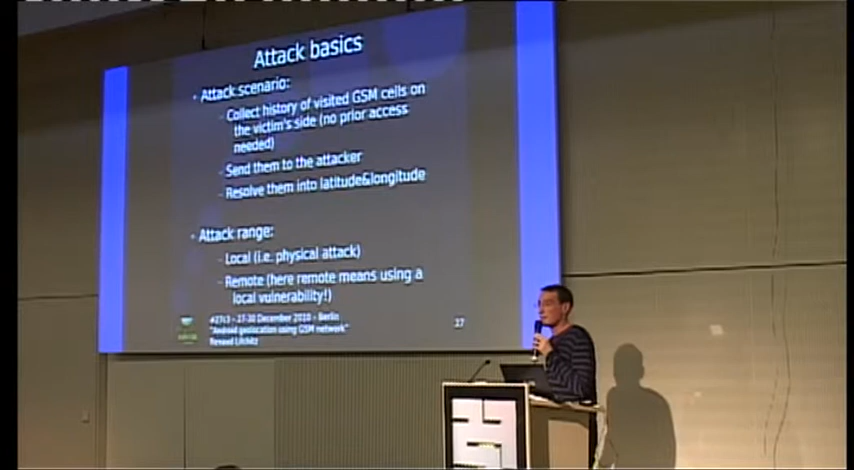 Attack basics
• Attack scenario:
- Collect history of visited GSM cells on
the victim's side (no prior access
needed)
- Send them to the attacker
- Resolve them into latitude&longitude
• Attack range:
- Local (i.e. physical attack)
- Remote (here remote means using a
local vulnerability!)
#27c3 – 27-30 December 2010 – Berlin
"Android geolocation using GSM network"
Renaud Lifchitz
27